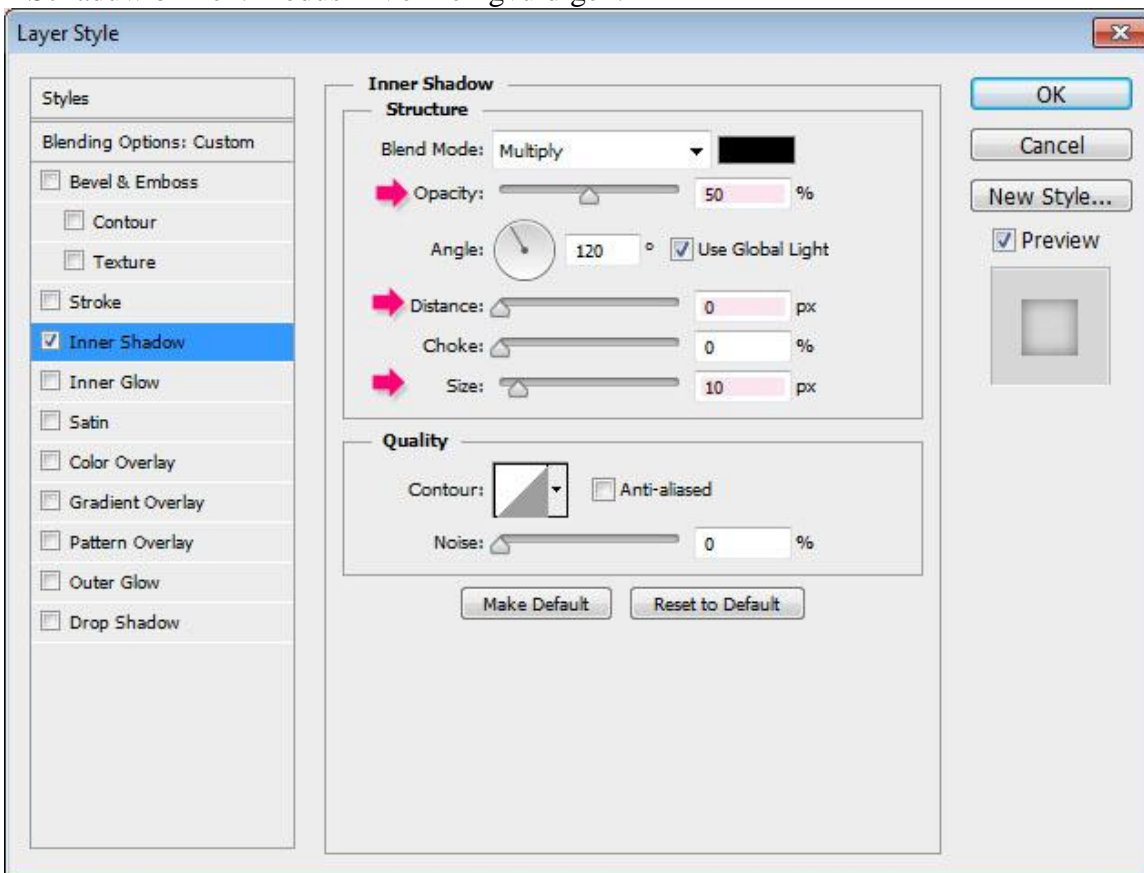 Layer Style
Styles
Blending Options: Custom
Bevel & Emboss
Contour
Texture
Stroke
Inner Shadow
Inner Glow
Satin
Color Overlay
Gradient Overlay
Pattern Overlay
Outer Glow
Drop Shadow
Inner Shadow
Structure
Blend Mode: Multiply
Opacity: 50 %
Angle: 120 ° Use Global Light
Distance: 0 px
Choke: 0 %
Size: 10 px
Quality
Contour: Anti-aliased
Noise: 0 %
Make Default Reset to Default
OK
Cancel
New Style...
Preview